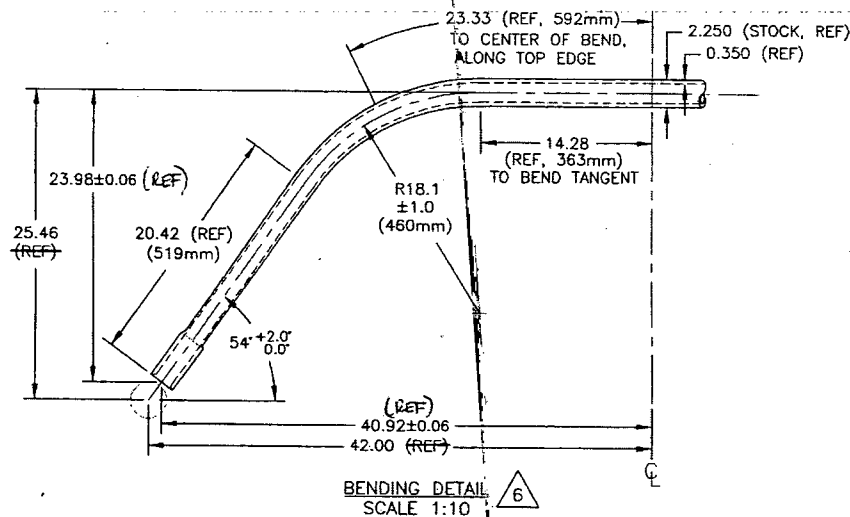 23.33 (REF, 592mm)
TO CENTER OF BEND,
ALONG TOP EDGE
2.250 (STOCK, REF)
0.350 (REF)
14.28
(REF, 363mm)
TO BEND TANGENT
23.98±0.06 (REF)
R18.1
±1.0
(460mm)
25.46
(REF)
20.42 (REF)
(519mm)
54° +2.0°
0.0°
(REF)
40.92±0.06
42.00 (REF)
CL
BENDING DETAIL 6
SCALE 1:10